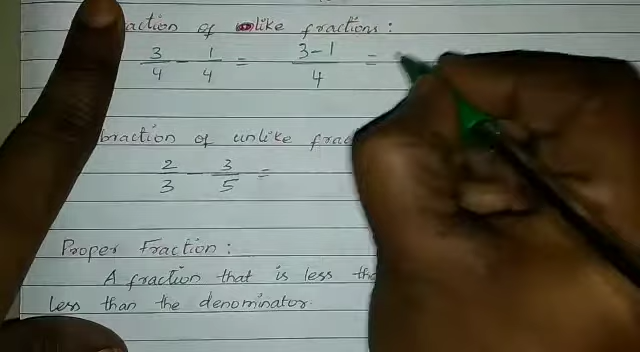 action of like fractions :
3/4 - 1/4 = 3-1/4 =
braction of unlike frac
2/3 - 3/5 =
Proper Fraction :
A fraction that is less tha
less than the denominator.